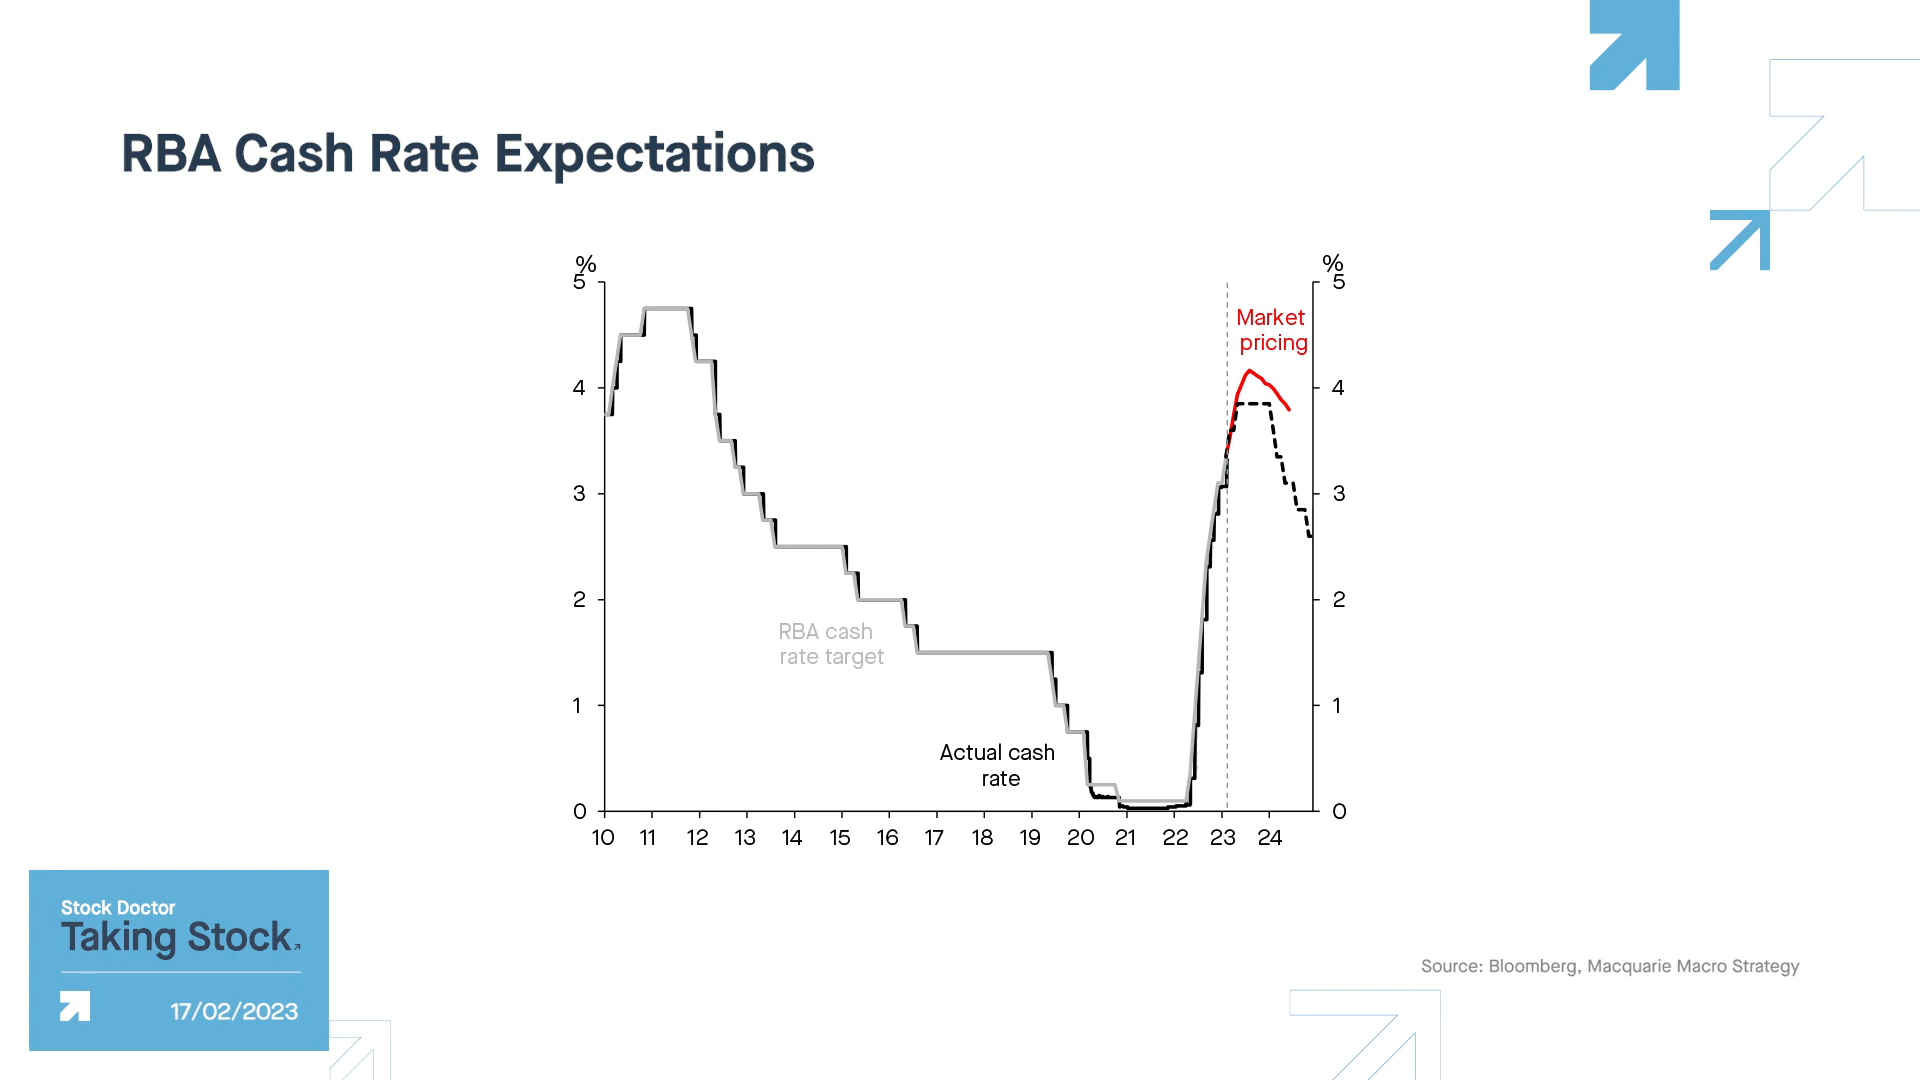 RBA Cash Rate Expectations
% %
5 5
Market
pricing
4 4
3 3
2 2
RBA cash
rate target
1 1
Actual cash
rate
0 0
10 11 12 13 14 15 16 17 18 19 20 21 22 23 24
Stock Doctor
Taking Stock
17/02/2023
Source: Bloomberg, Macquarie Macro Strategy